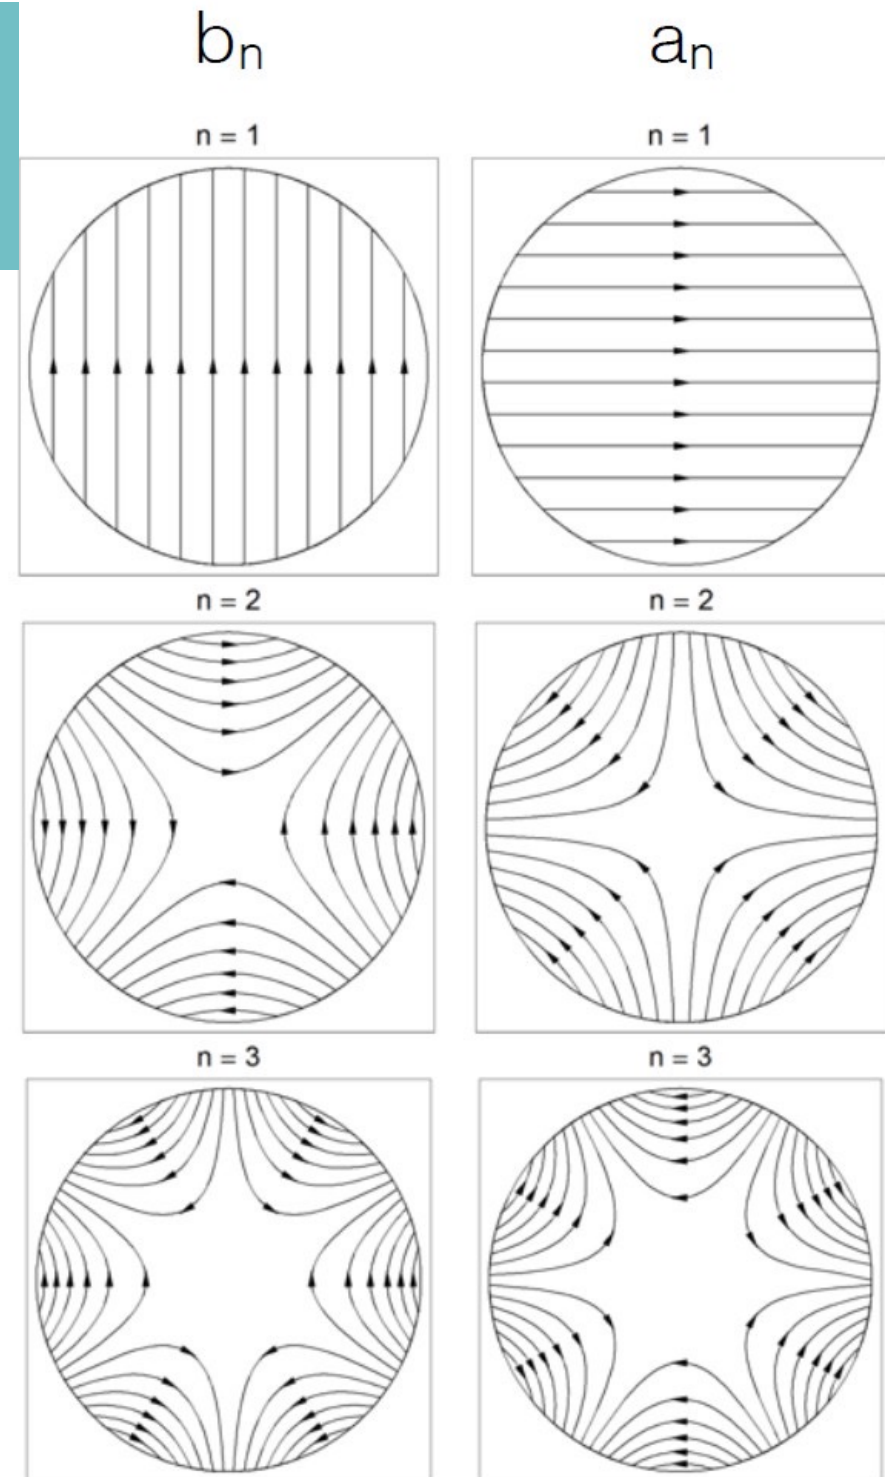 bn an
n = 1 n = 1
n = 2 n = 2
n = 3 n = 3